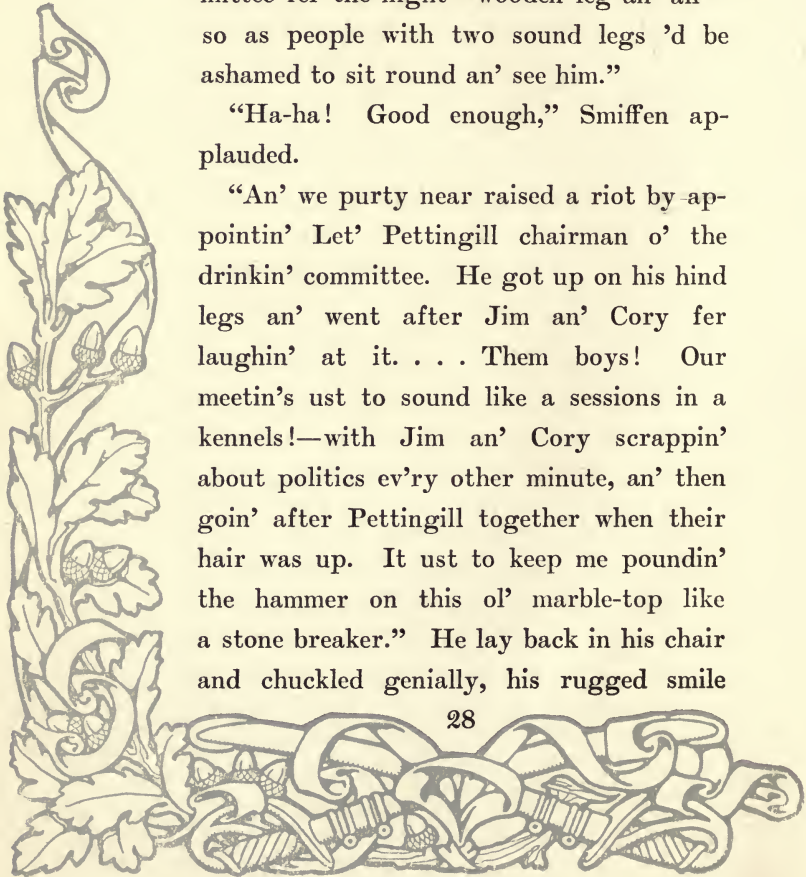 so as people with two sound legs ’d be
ashamed to sit round an’ see him.”
“Ha-ha! Good enough,” Smiffen ap-
plauded.
“An’ we purty near raised a riot by ap-
pointin’ Let’ Pettingill chairman o’ the
drinkin’ committee. He got up on his hind
legs an’ went after Jim an’ Cory fer
laughin’ at it. . . . Them boys! Our
meetin’s ust to sound like a sessions in a
kennels!—with Jim an’ Cory scrappin’
about politics ev’ry other minute, an’ then
goin’ after Pettingill together when their
hair was up. It ust to keep me poundin’
the hammer on this ol’ marble-top like
a stone breaker.” He lay back in his chair
and chuckled genially, his rugged smile
28